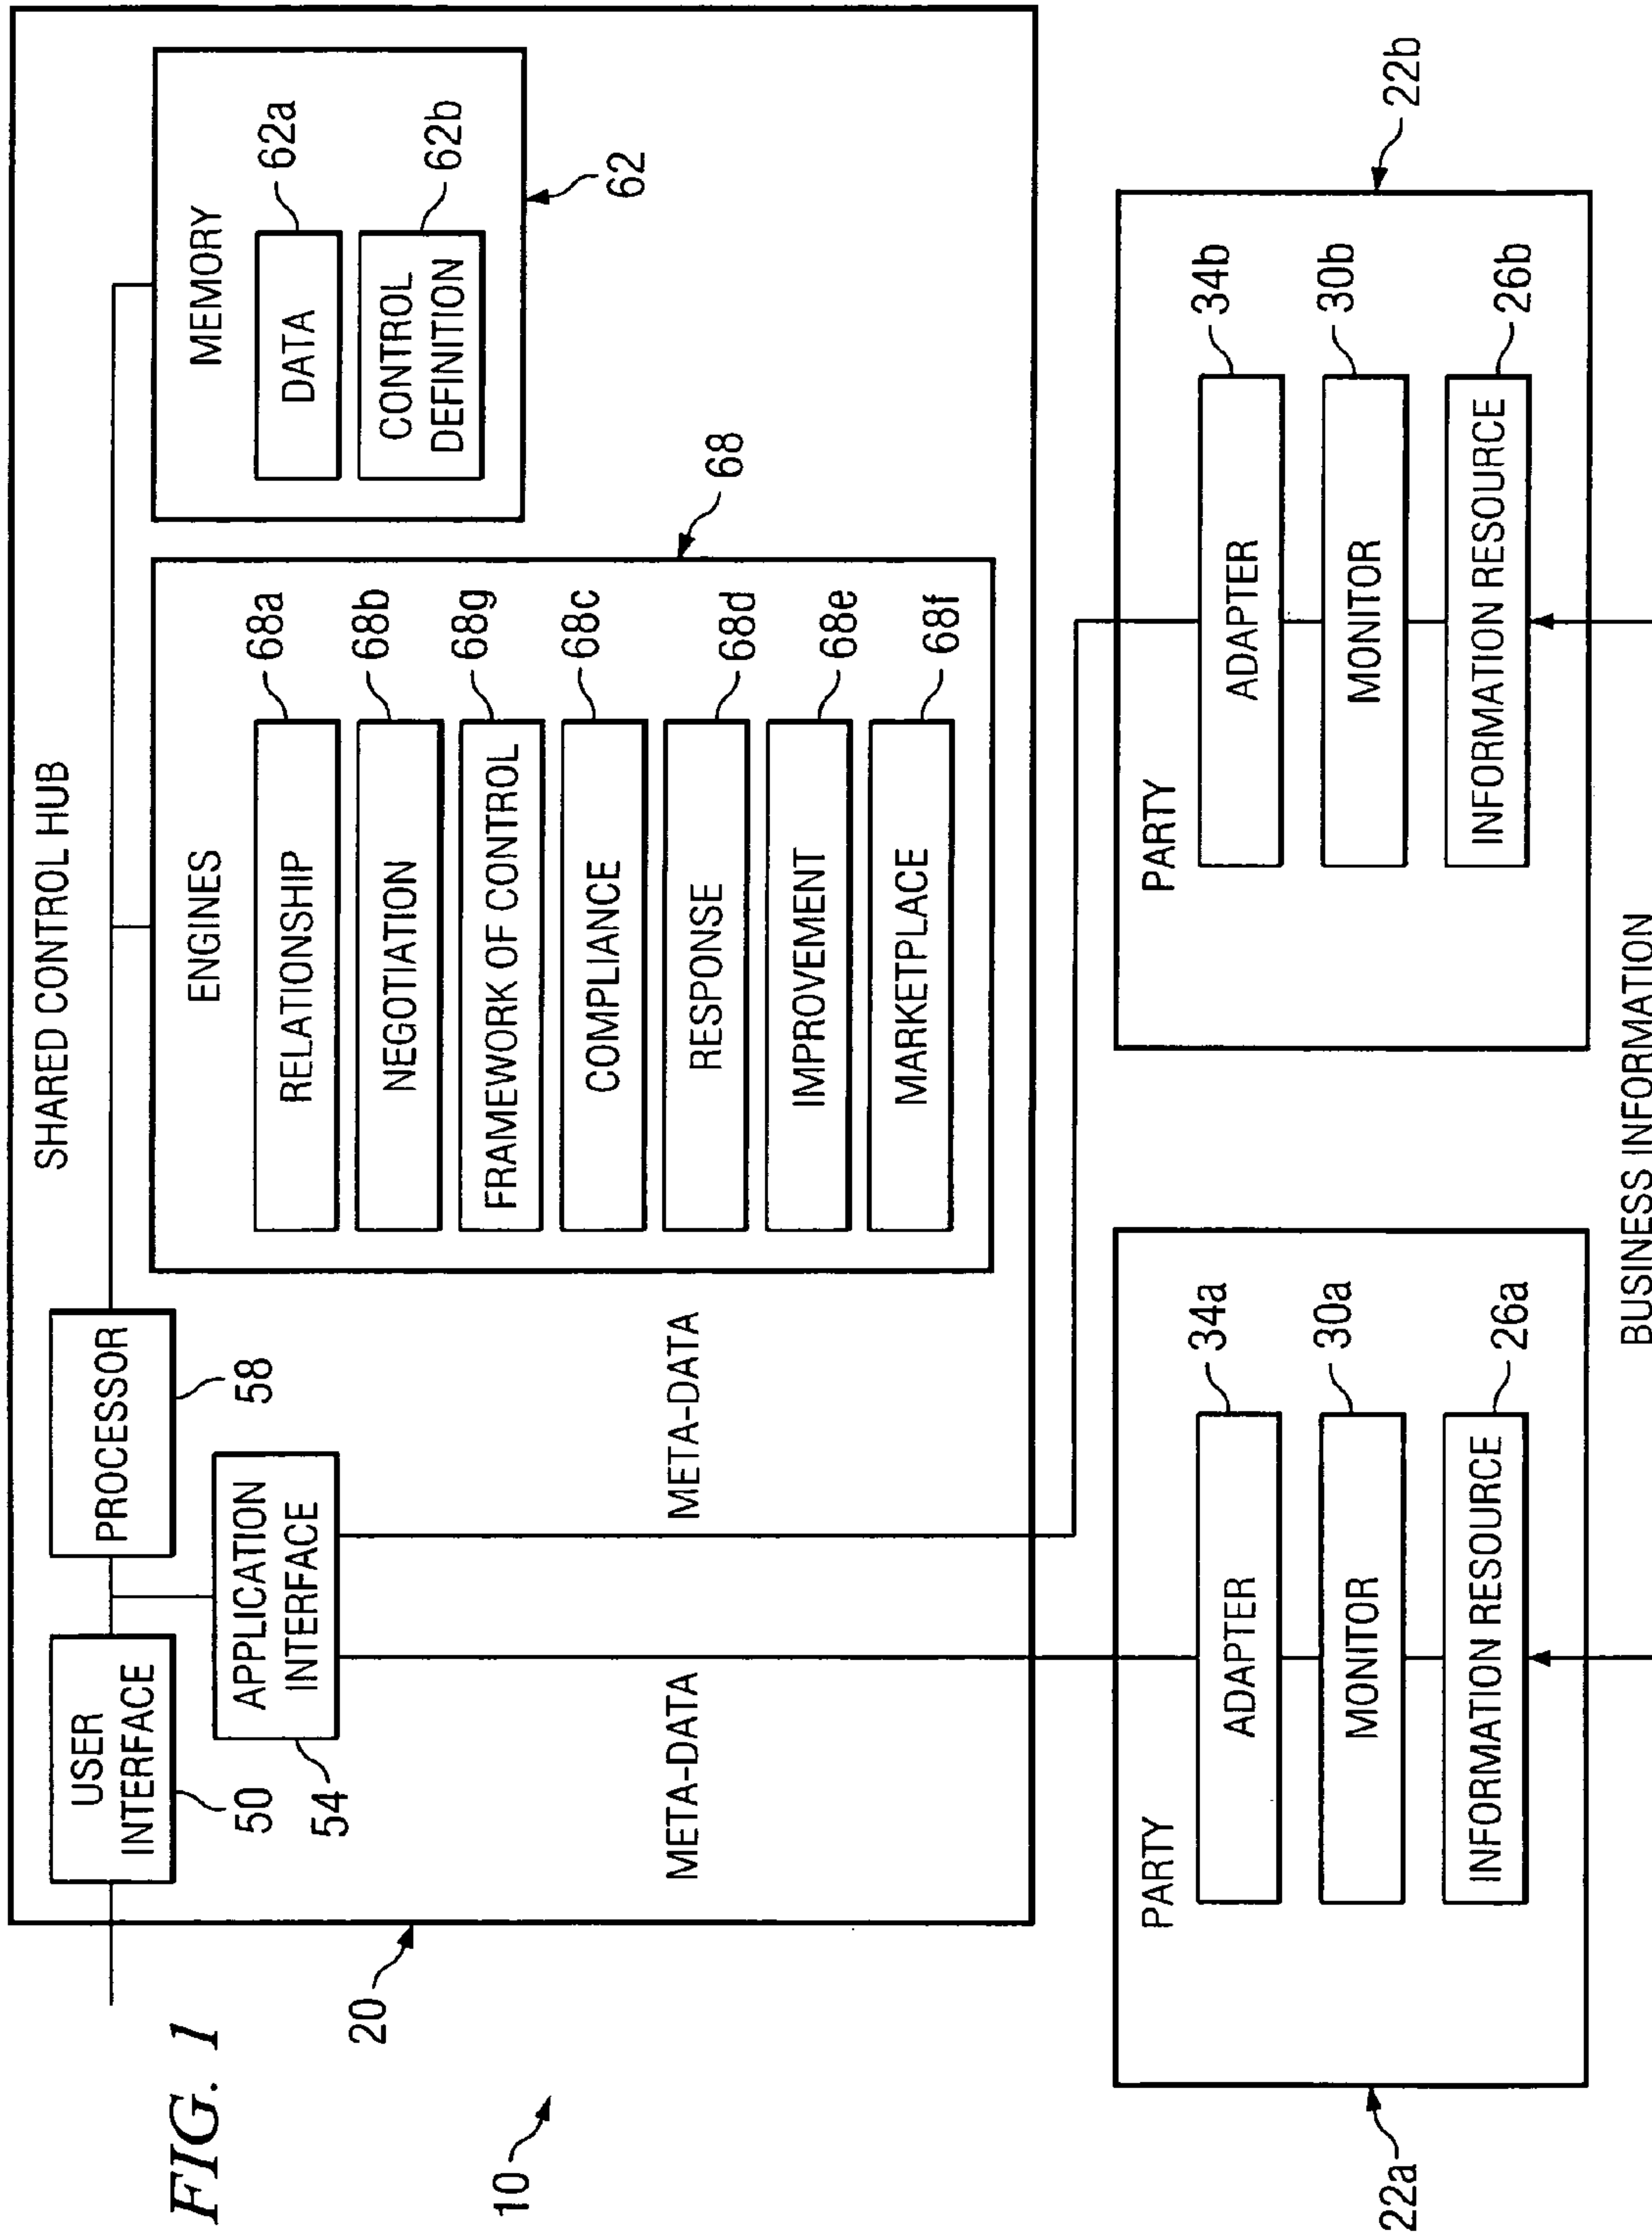 FIG. 1
10
20
SHARED CONTROL HUB
USER
INTERFACE
50
PROCESSOR
58
APPLICATION
INTERFACE
54
META-DATA
META-DATA
ENGINES
68
RELATIONSHIP
68a
NEGOTIATION
68b
FRAMEWORK OF CONTROL
68g
COMPLIANCE
68c
RESPONSE
68d
IMPROVEMENT
68e
MARKETPLACE
68f
MEMORY
62
DATA
62a
CONTROL
DEFINITION
62b
22a
PARTY
ADAPTER
34a
MONITOR
30a
INFORMATION RESOURCE
26a
22b
PARTY
ADAPTER
34b
MONITOR
30b
INFORMATION RESOURCE
26b
BUSINESS INFORMATION